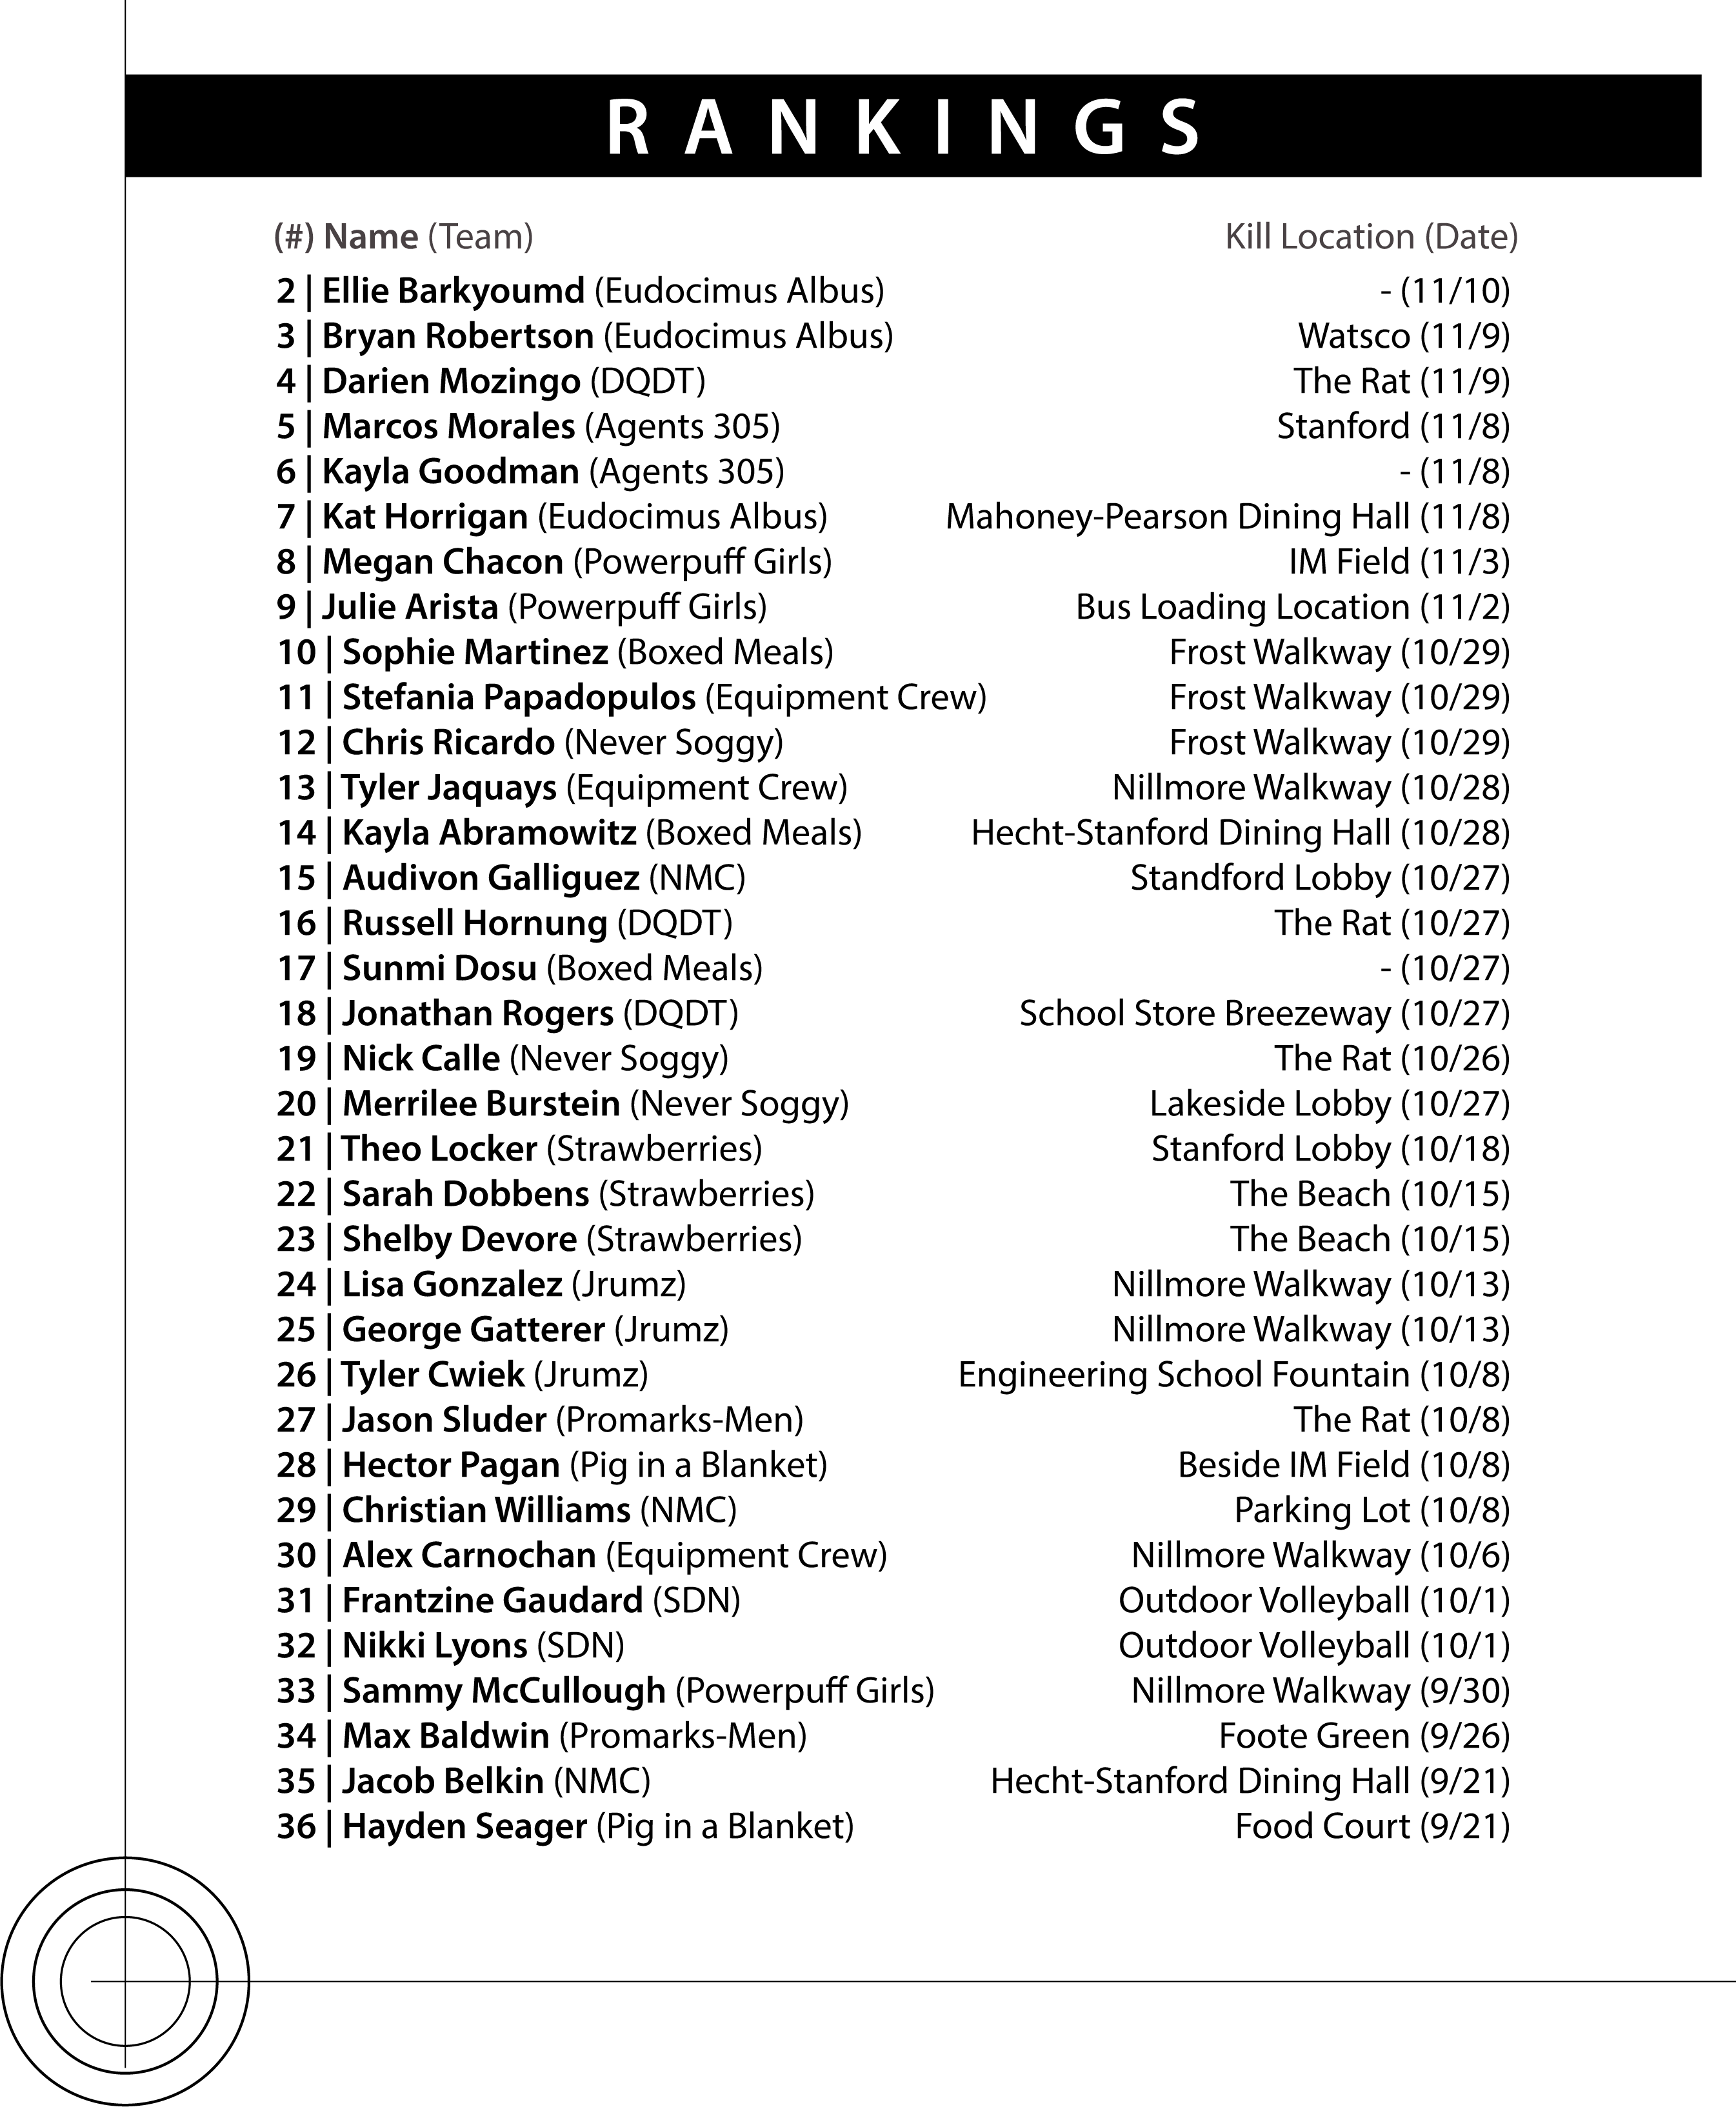 RANKINGS
(#) Name (Team) Kill Location (Date)
2 | Ellie Barkyoumd (Eudocimus Albus) - (11/10)
3 | Bryan Robertson (Eudocimus Albus) Watsco (11/9)
4 | Darien Mozingo (DQDT) The Rat (11/9)
5 | Marcos Morales (Agents 305) Stanford (11/8)
6 | Kayla Goodman (Agents 305) - (11/8)
7 | Kat Horrigan (Eudocimus Albus) Mahoney-Pearson Dining Hall (11/8)
8 | Megan Chacon (Powerpuff Girls) IM Field (11/3)
9 | Julie Arista (Powerpuff Girls) Bus Loading Location (11/2)
10 | Sophie Martinez (Boxed Meals) Frost Walkway (10/29)
11 | Stefania Papadopulos (Equipment Crew) Frost Walkway (10/29)
12 | Chris Ricardo (Never Soggy) Frost Walkway (10/29)
13 | Tyler Jaquays (Equipment Crew) Nillmore Walkway (10/28)
14 | Kayla Abramowitz (Boxed Meals) Hecht-Stanford Dining Hall (10/28)
15 | Audivon Galliguez (NMC) Standford Lobby (10/27)
16 | Russell Hornung (DQDT) The Rat (10/27)
17 | Sunmi Dosu (Boxed Meals) - (10/27)
18 | Jonathan Rogers (DQDT) School Store Breezeway (10/27)
19 | Nick Calle (Never Soggy) The Rat (10/26)
20 | Merrilee Burstein (Never Soggy) Lakeside Lobby (10/27)
21 | Theo Locker (Strawberries) Stanford Lobby (10/18)
22 | Sarah Dobbens (Strawberries) The Beach (10/15)
23 | Shelby Devore (Strawberries) The Beach (10/15)
24 | Lisa Gonzalez (Jrumz) Nillmore Walkway (10/13)
25 | George Gatterer (Jrumz) Nillmore Walkway (10/13)
26 | Tyler Cwiek (Jrumz) Engineering School Fountain (10/8)
27 | Jason Sluder (Promarks-Men) The Rat (10/8)
28 | Hector Pagan (Pig in a Blanket) Beside IM Field (10/8)
29 | Christian Williams (NMC) Parking Lot (10/8)
30 | Alex Carnochan (Equipment Crew) Nillmore Walkway (10/6)
31 | Frantzine Gaudard (SDN) Outdoor Volleyball (10/1)
32 | Nikki Lyons (SDN) Outdoor Volleyball (10/1)
33 | Sammy McCullough (Powerpuff Girls) Nillmore Walkway (9/30)
34 | Max Baldwin (Promarks-Men) Foote Green (9/26)
35 | Jacob Belkin (NMC) Hecht-Stanford Dining Hall (9/21)
36 | Hayden Seager (Pig in a Blanket) Food Court (9/21)